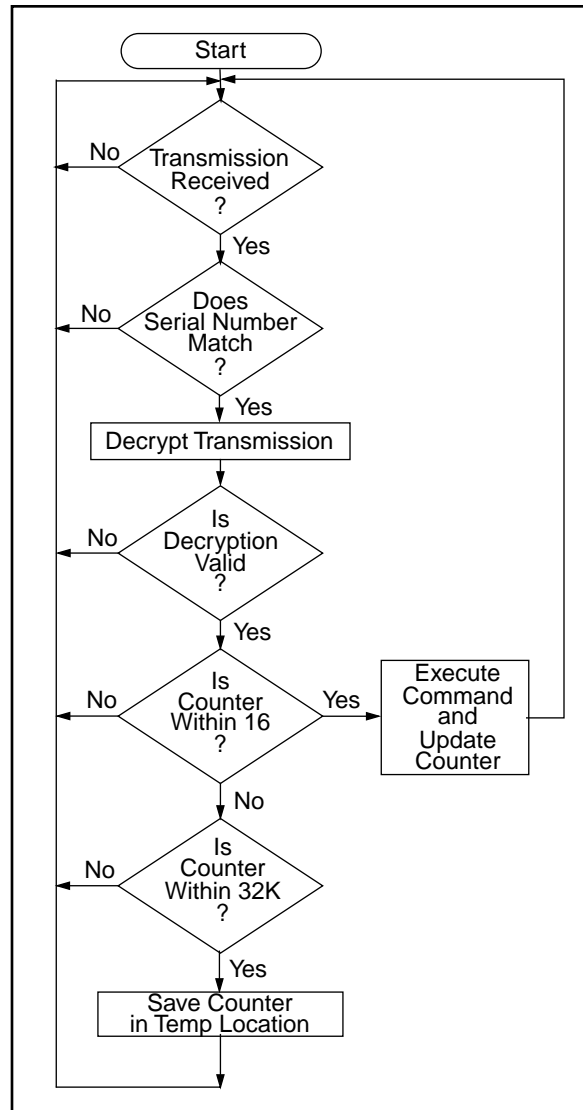 Start
No
Transmission
Received
?
Yes
Does
Serial Number
Match
?
No
Yes
Decrypt Transmission
Is
Decryption
Valid
?
No
Yes
Is
Counter
Within 16
?
No
Yes
Execute
Command
and
Update
Counter
No
Is
Counter
Within 32K
?
No
Yes
Save Counter
in Temp Location